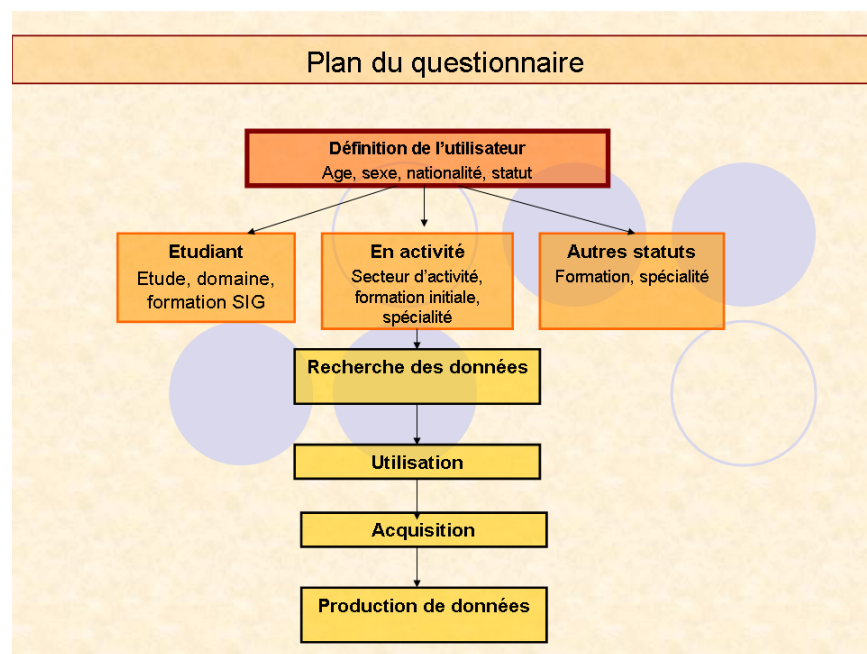 Plan du questionnaire
Définition de l'utilisateur
Age, sexe, nationalité, statut
Etudiant
Etude, domaine,
formation SIG
En activité
Secteur d'activité,
formation initiale,
spécialité
Autres statuts
Formation, spécialité
Recherche des données
Utilisation
Acquisition
Production de données